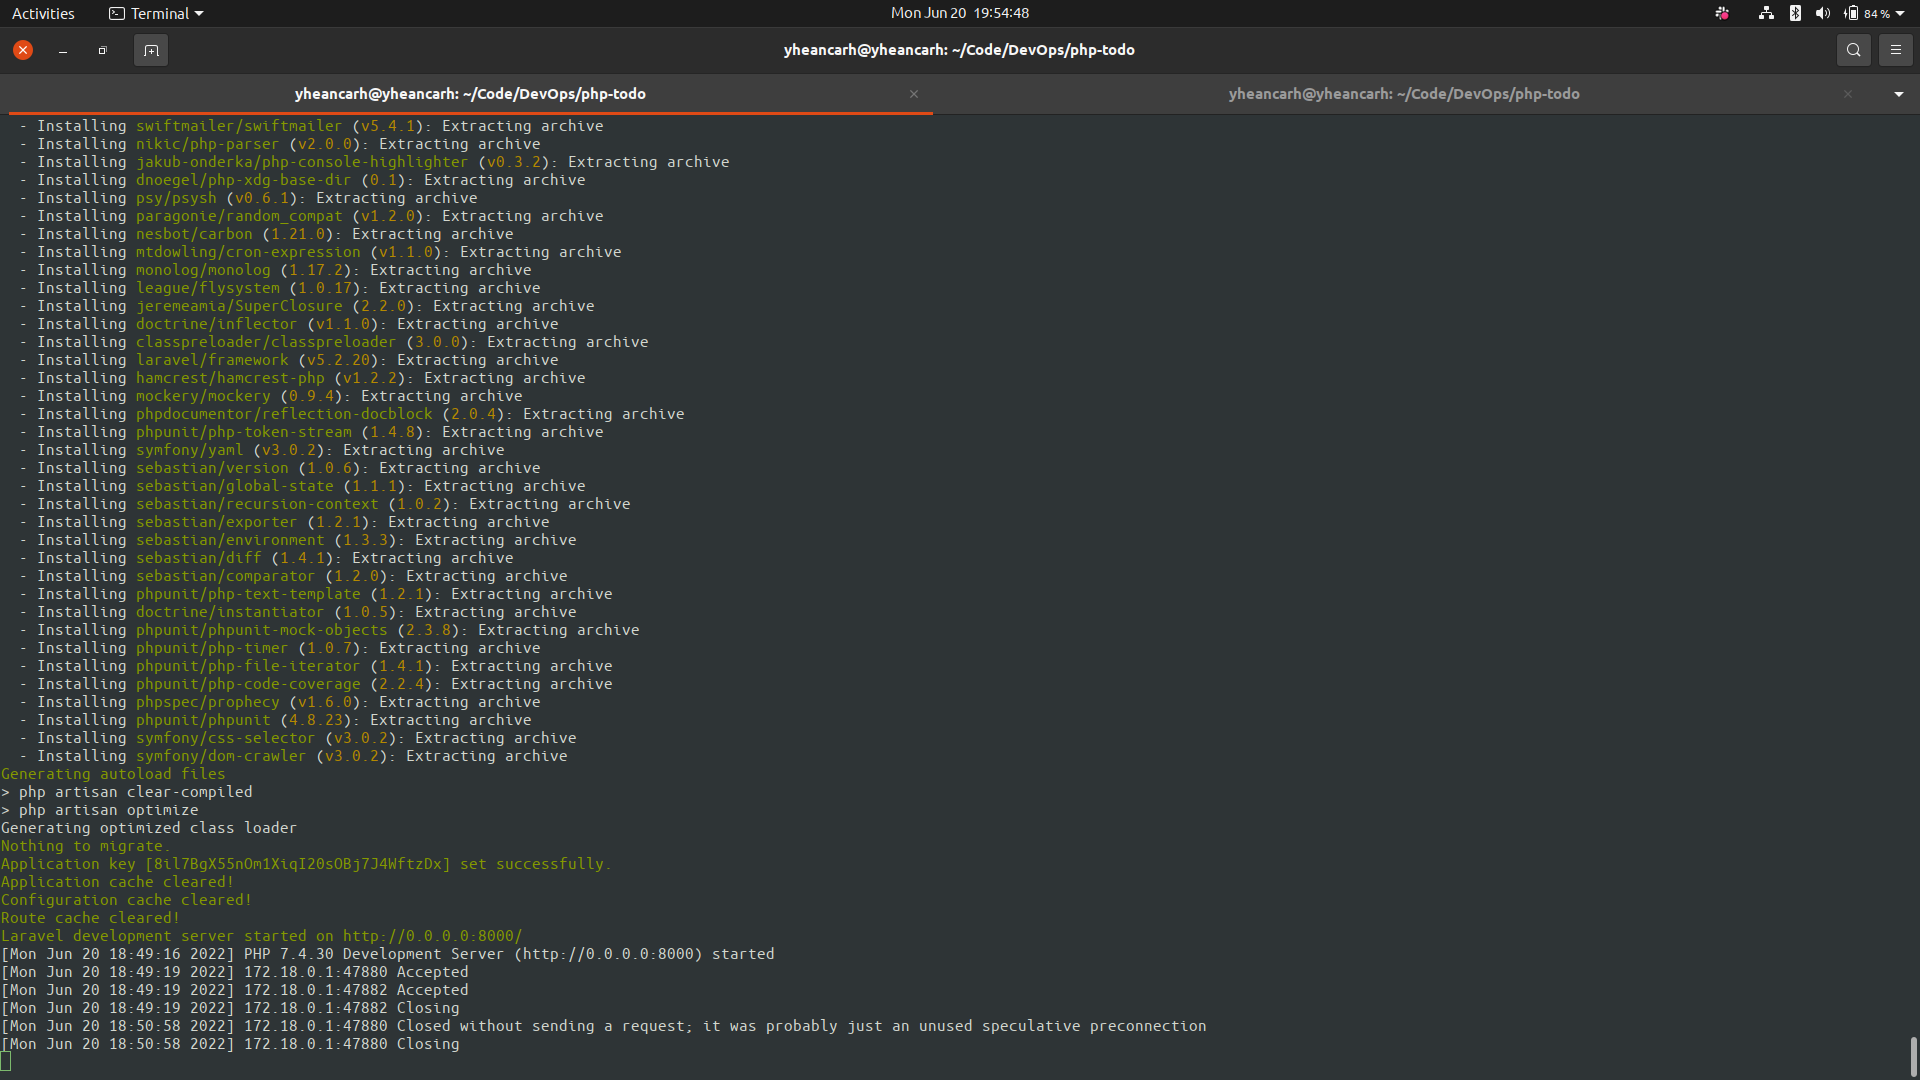 Activities
Terminal
Mon Jun 20 19:54:48
84 %
yheancarh@yheancarh: ~/Code/DevOps/php-todo
yheancarh@yheancarh: ~/Code/DevOps/php-todo
yheancarh@yheancarh: ~/Code/DevOps/php-todo
- Installing swiftmailer/swiftmailer (v5.4.1): Extracting archive
- Installing nikic/php-parser (v2.0.0): Extracting archive
- Installing jakub-onderka/php-console-highlighter (v0.3.2): Extracting archive
- Installing dnoegel/php-xdg-base-dir (0.1): Extracting archive
- Installing psy/psysh (v0.6.1): Extracting archive
- Installing paragonie/random_compat (v1.2.0): Extracting archive
- Installing nesbot/carbon (1.21.0): Extracting archive
- Installing mtdowling/cron-expression (v1.1.0): Extracting archive
- Installing monolog/monolog (1.17.2): Extracting archive
- Installing league/flysystem (1.0.17): Extracting archive
- Installing jeremeamia/SuperClosure (2.2.0): Extracting archive
- Installing doctrine/inflector (v1.1.0): Extracting archive
- Installing classpreloader/classpreloader (3.0.0): Extracting archive
- Installing laravel/framework (v5.2.20): Extracting archive
- Installing hamcrest/hamcrest-php (v1.2.2): Extracting archive
- Installing mockery/mockery (0.9.4): Extracting archive
- Installing phpdocumentor/reflection-docblock (2.0.4): Extracting archive
- Installing phpunit/php-token-stream (1.4.8): Extracting archive
- Installing symfony/yaml (v3.0.2): Extracting archive
- Installing sebastian/version (1.0.6): Extracting archive
- Installing sebastian/global-state (1.1.1): Extracting archive
- Installing sebastian/recursion-context (1.0.2): Extracting archive
- Installing sebastian/exporter (1.2.1): Extracting archive
- Installing sebastian/environment (1.3.3): Extracting archive
- Installing sebastian/diff (1.4.1): Extracting archive
- Installing sebastian/comparator (1.2.0): Extracting archive
- Installing phpunit/php-text-template (1.2.1): Extracting archive
- Installing doctrine/instantiator (1.0.5): Extracting archive
- Installing phpunit/phpunit-mock-objects (2.3.8): Extracting archive
- Installing phpunit/php-timer (1.0.7): Extracting archive
- Installing phpunit/php-file-iterator (1.4.1): Extracting archive
- Installing phpunit/php-code-coverage (2.2.4): Extracting archive
- Installing phpspec/prophecy (v1.6.0): Extracting archive
- Installing phpunit/phpunit (4.8.23): Extracting archive
- Installing symfony/css-selector (v3.0.2): Extracting archive
- Installing symfony/dom-crawler (v3.0.2): Extracting archive
Generating autoload files
> php artisan clear-compiled
> php artisan optimize
Generating optimized class loader
Nothing to migrate.
Application key [8il7BgX55nOm1XiqI20sOBj7J4WftzDx] set successfully.
Application cache cleared!
Configuration cache cleared!
Route cache cleared!
Laravel development server started on http://0.0.0.0:8000/
[Mon Jun 20 18:49:16 2022] PHP 7.4.30 Development Server (http://0.0.0.0:8000) started
[Mon Jun 20 18:49:19 2022] 172.18.0.1:47880 Accepted
[Mon Jun 20 18:49:19 2022] 172.18.0.1:47882 Accepted
[Mon Jun 20 18:49:19 2022] 172.18.0.1:47882 Closing
[Mon Jun 20 18:50:58 2022] 172.18.0.1:47880 Closed without sending a request; it was probably just an unused speculative preconnection
[Mon Jun 20 18:50:58 2022] 172.18.0.1:47880 Closing